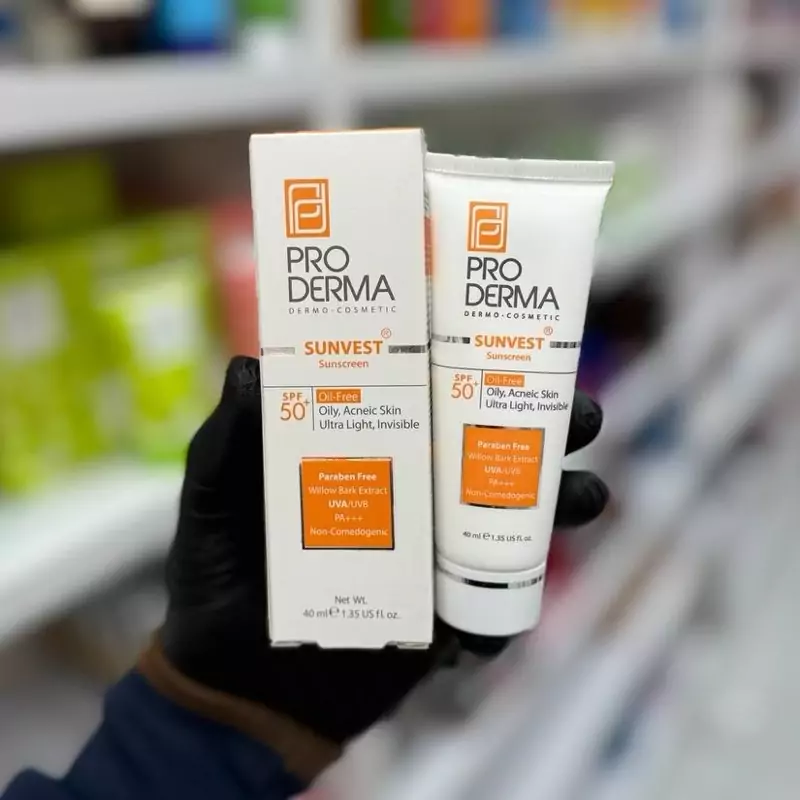 PRO
DERMA
DERMO-COSMETIC
SUNVEST®
Sunscreen
SPF
50+
Oil-Free
Oily, Acneic Skin
Ultra Light, Invisible
Paraben Free
Willow Bark Extract
UVA/UVB
PA+++
Non-Comedogenic
Net Wt.
40 ml ℮ 1.35 US fl. oz.
PRO
DERMA
DERMO-COSMETIC
SUNVEST®
Sunscreen
SPF
50+
Oil-Free
Oily, Acneic Skin
Ultra Light, Invisible
Paraben Free
Willow Bark Extract
UVA/UVB
PA+++
Non-Comedogenic
40 ml ℮ 1.35 US fl. oz.